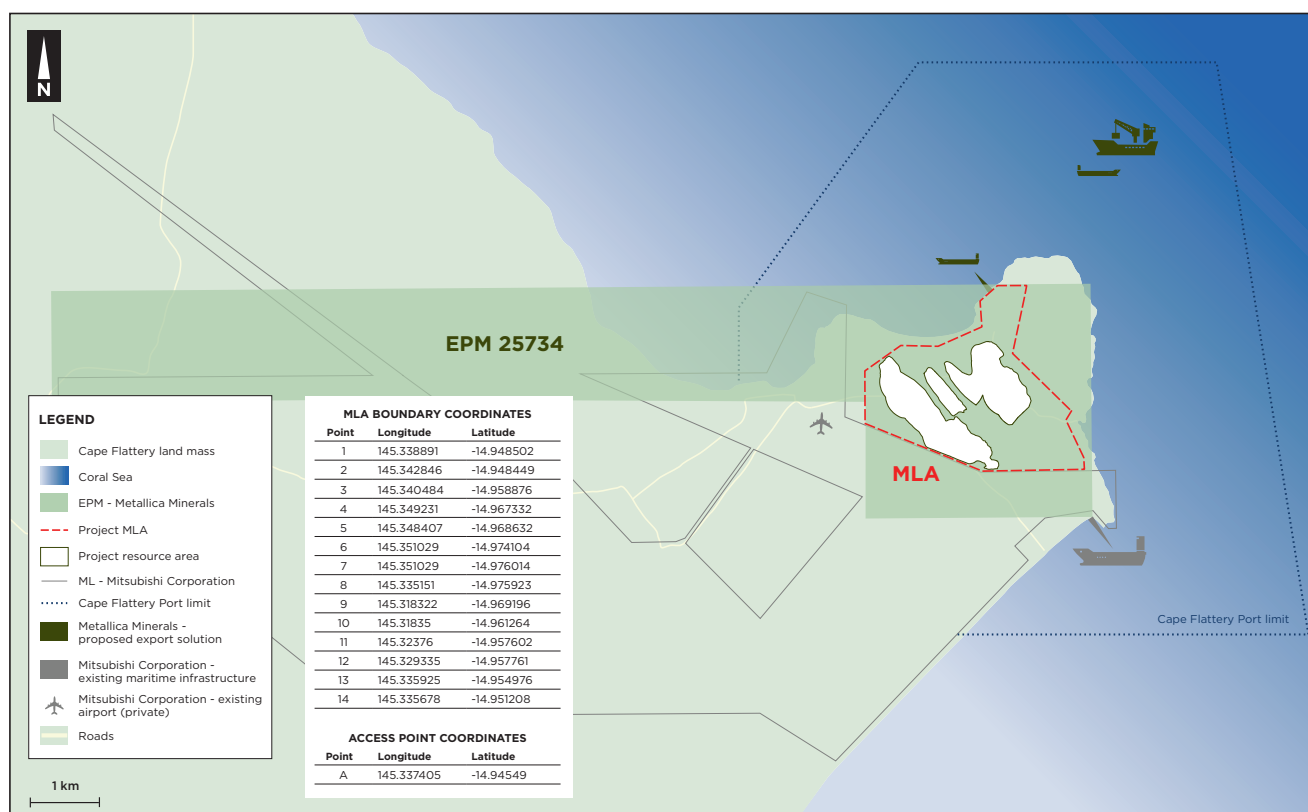 N
EPM 25734
MLA
Cape Flattery Port limit
LEGEND
Cape Flattery land mass
Coral Sea
EPM - Metallica Minerals
Project MLA
Project resource area
ML - Mitsubishi Corporation
Cape Flattery Port limit
Metallica Minerals -
proposed export solution
Mitsubishi Corporation -
existing maritime infrastructure
Mitsubishi Corporation - existing
airport (private)
Roads
1 km
MLA BOUNDARY COORDINATES
Point Longitude Latitude
1 145.338891 -14.948502
2 145.342846 -14.948449
3 145.340484 -14.958876
4 145.349231 -14.967332
5 145.348407 -14.968632
6 145.351029 -14.974104
7 145.351029 -14.976014
8 145.335151 -14.975923
9 145.318322 -14.969196
10 145.31835 -14.961264
11 145.32376 -14.957602
12 145.329335 -14.957761
13 145.335925 -14.954976
14 145.335678 -14.951208
ACCESS POINT COORDINATES
Point Longitude Latitude
A 145.337405 -14.94549